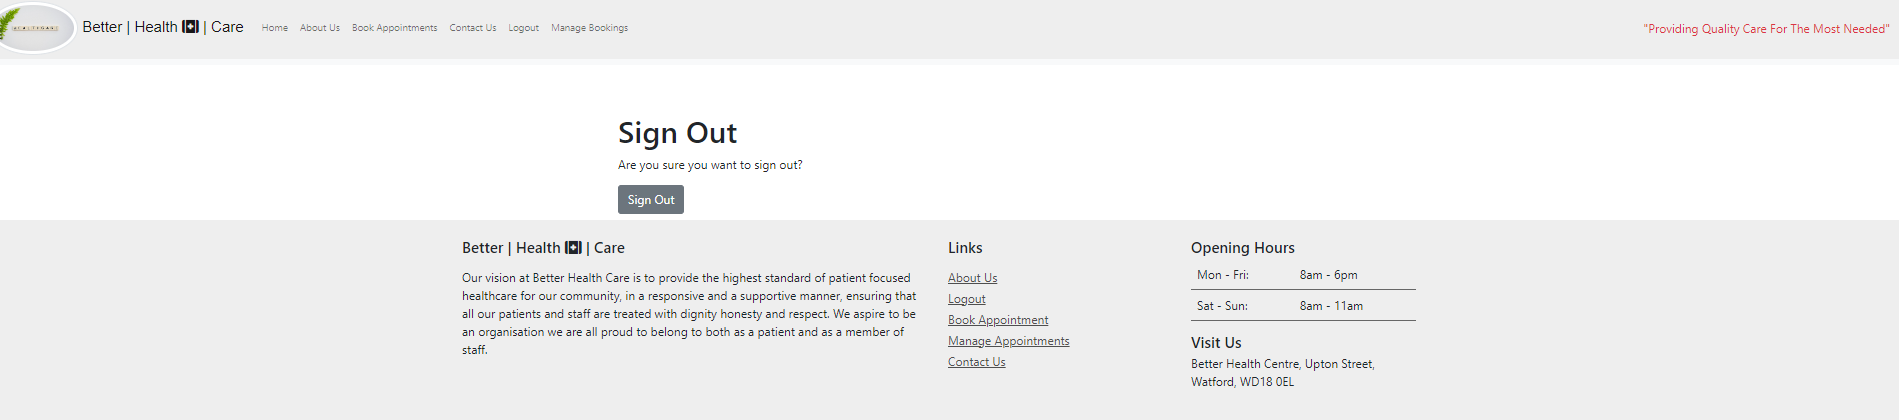 Better | Health | Care
Home
About Us
Book Appointments
Contact Us
Logout
Manage Bookings
"Providing Quality Care For The Most Needed"
Sign Out
Are you sure you want to sign out?
Sign Out
Better | Health | Care
Our vision at Better Health Care is to provide the highest standard of patient focused
healthcare for our community, in a responsive and a supportive manner, ensuring that
all our patients and staff are treated with dignity honesty and respect. We aspire to be
an organisation we are all proud to belong to both as a patient and as a member of
staff.
Links
About Us
Logout
Book Appointment
Manage Appointments
Contact Us
Opening Hours
Mon - Fri: 8am - 6pm
Sat - Sun: 8am - 11am
Visit Us
Better Health Centre, Upton Street,
Watford, WD18 0EL